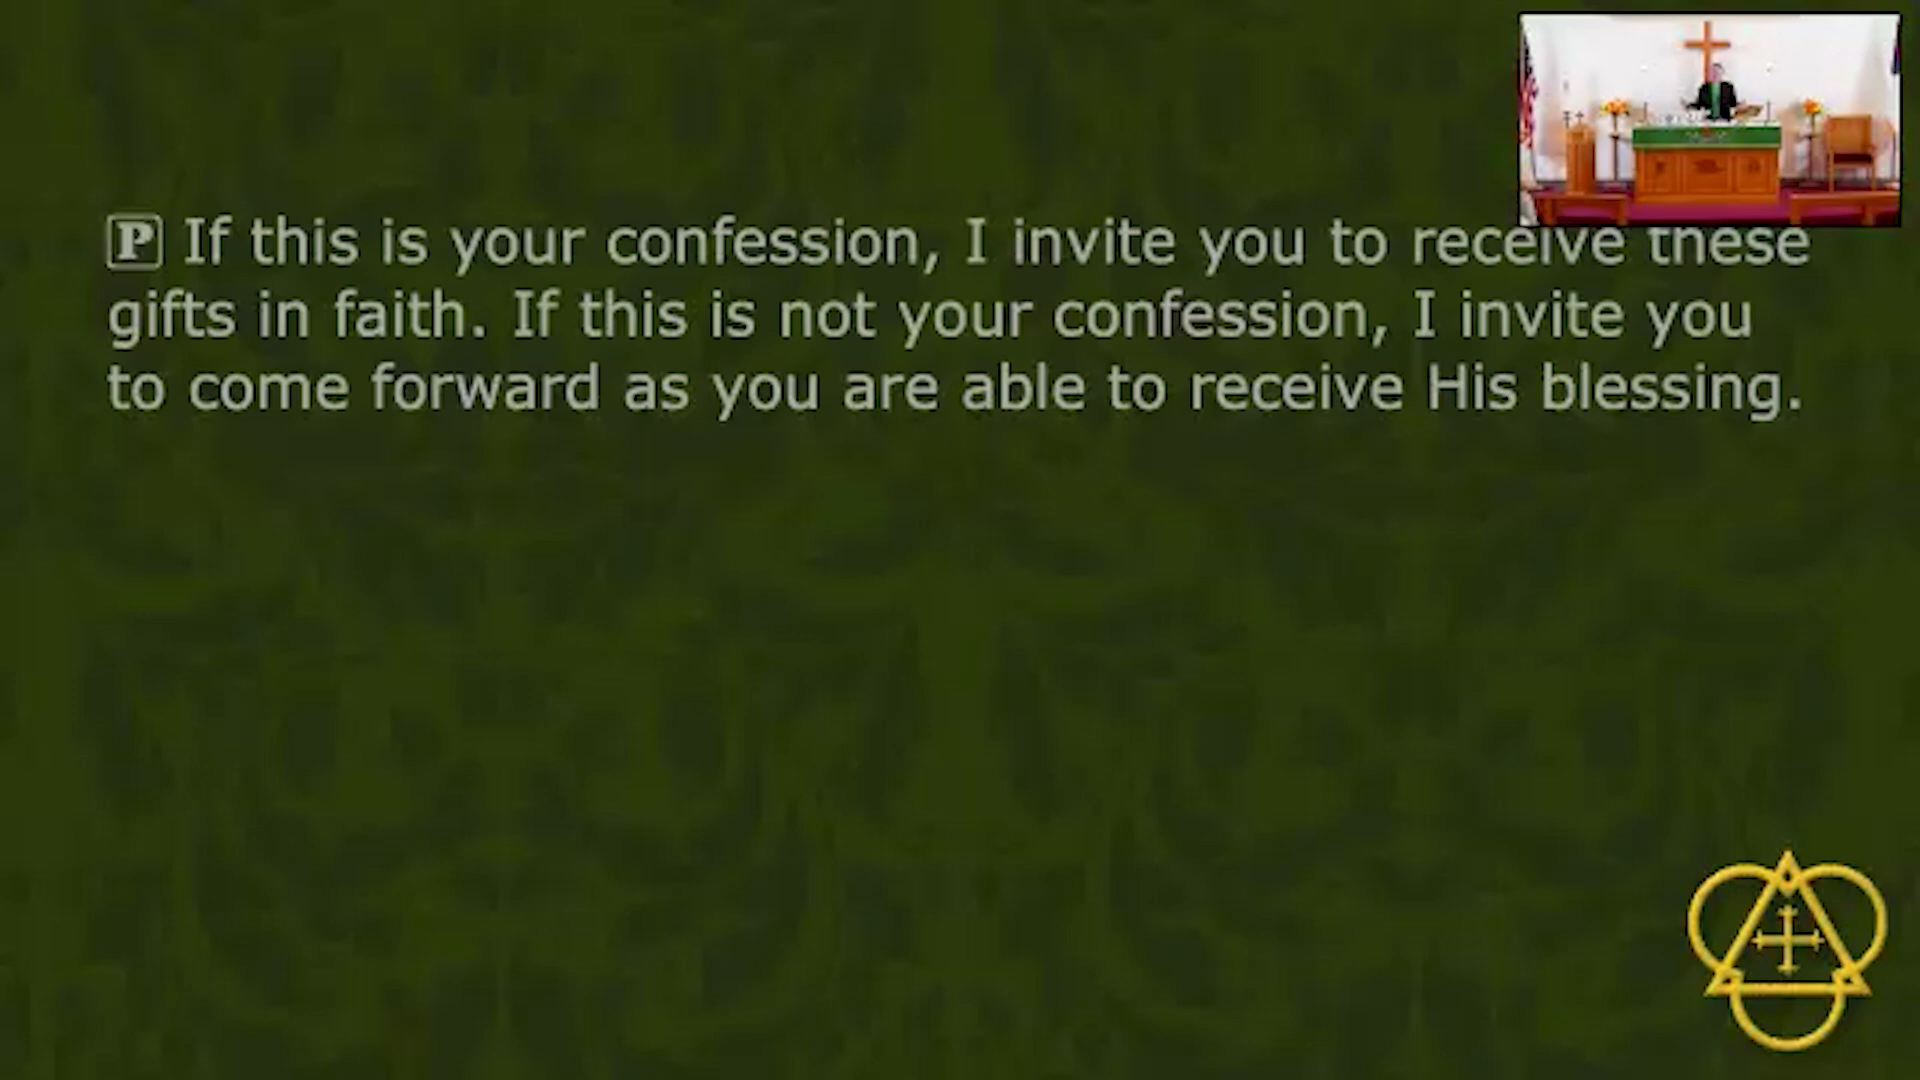 P If this is your confession, I invite you to receive these
gifts in faith. If this is not your confession, I invite you
to come forward as you are able to receive His blessing.